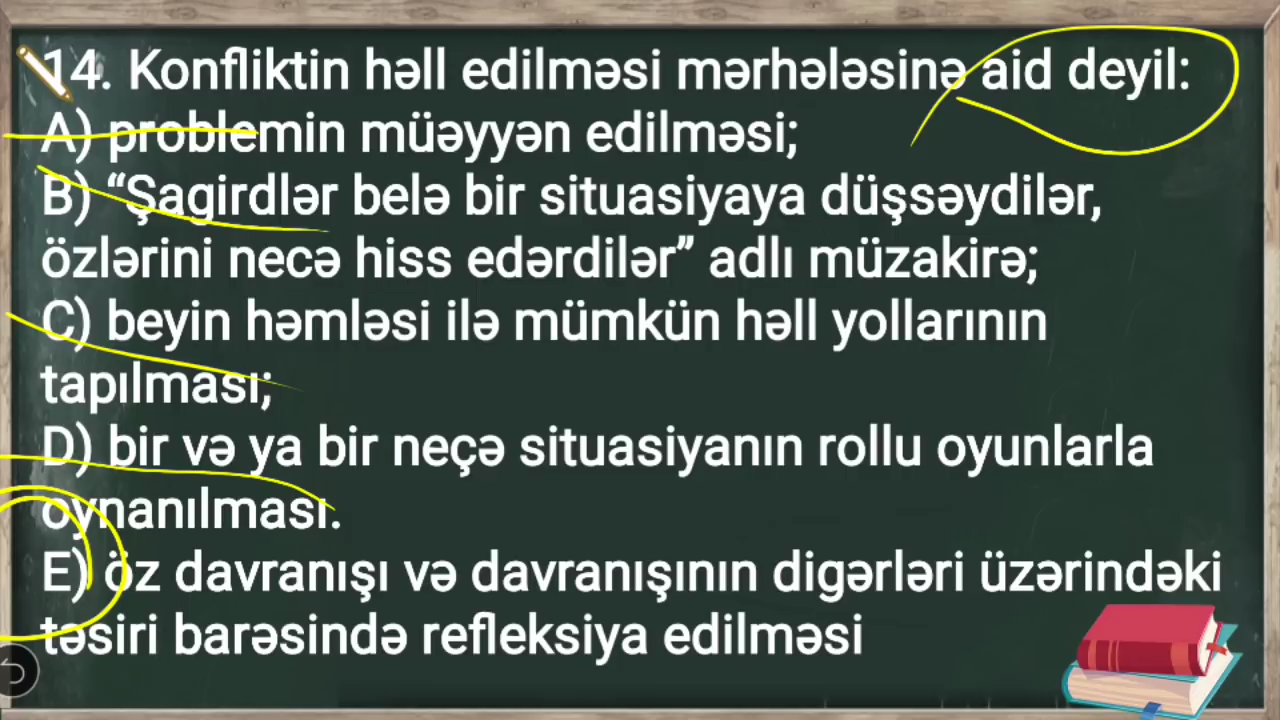 14. Konfliktin həll edilməsi mərhələsinə aid deyil:
A) problemin müəyyən edilməsi;
B) “Şagirdlər belə bir situasiyaya düşsəydilər,
özlərini necə hiss edərdilər” adlı müzakirə;
C) beyin həmləsi ilə mümkün həll yollarının
tapılması;
D) bir və ya bir neçə situasiyanın rollu oyunlarla
oynanılması.
E) öz davranışı və davranışının digərləri üzərindəki
təsiri barəsində refleksiya edilməsi